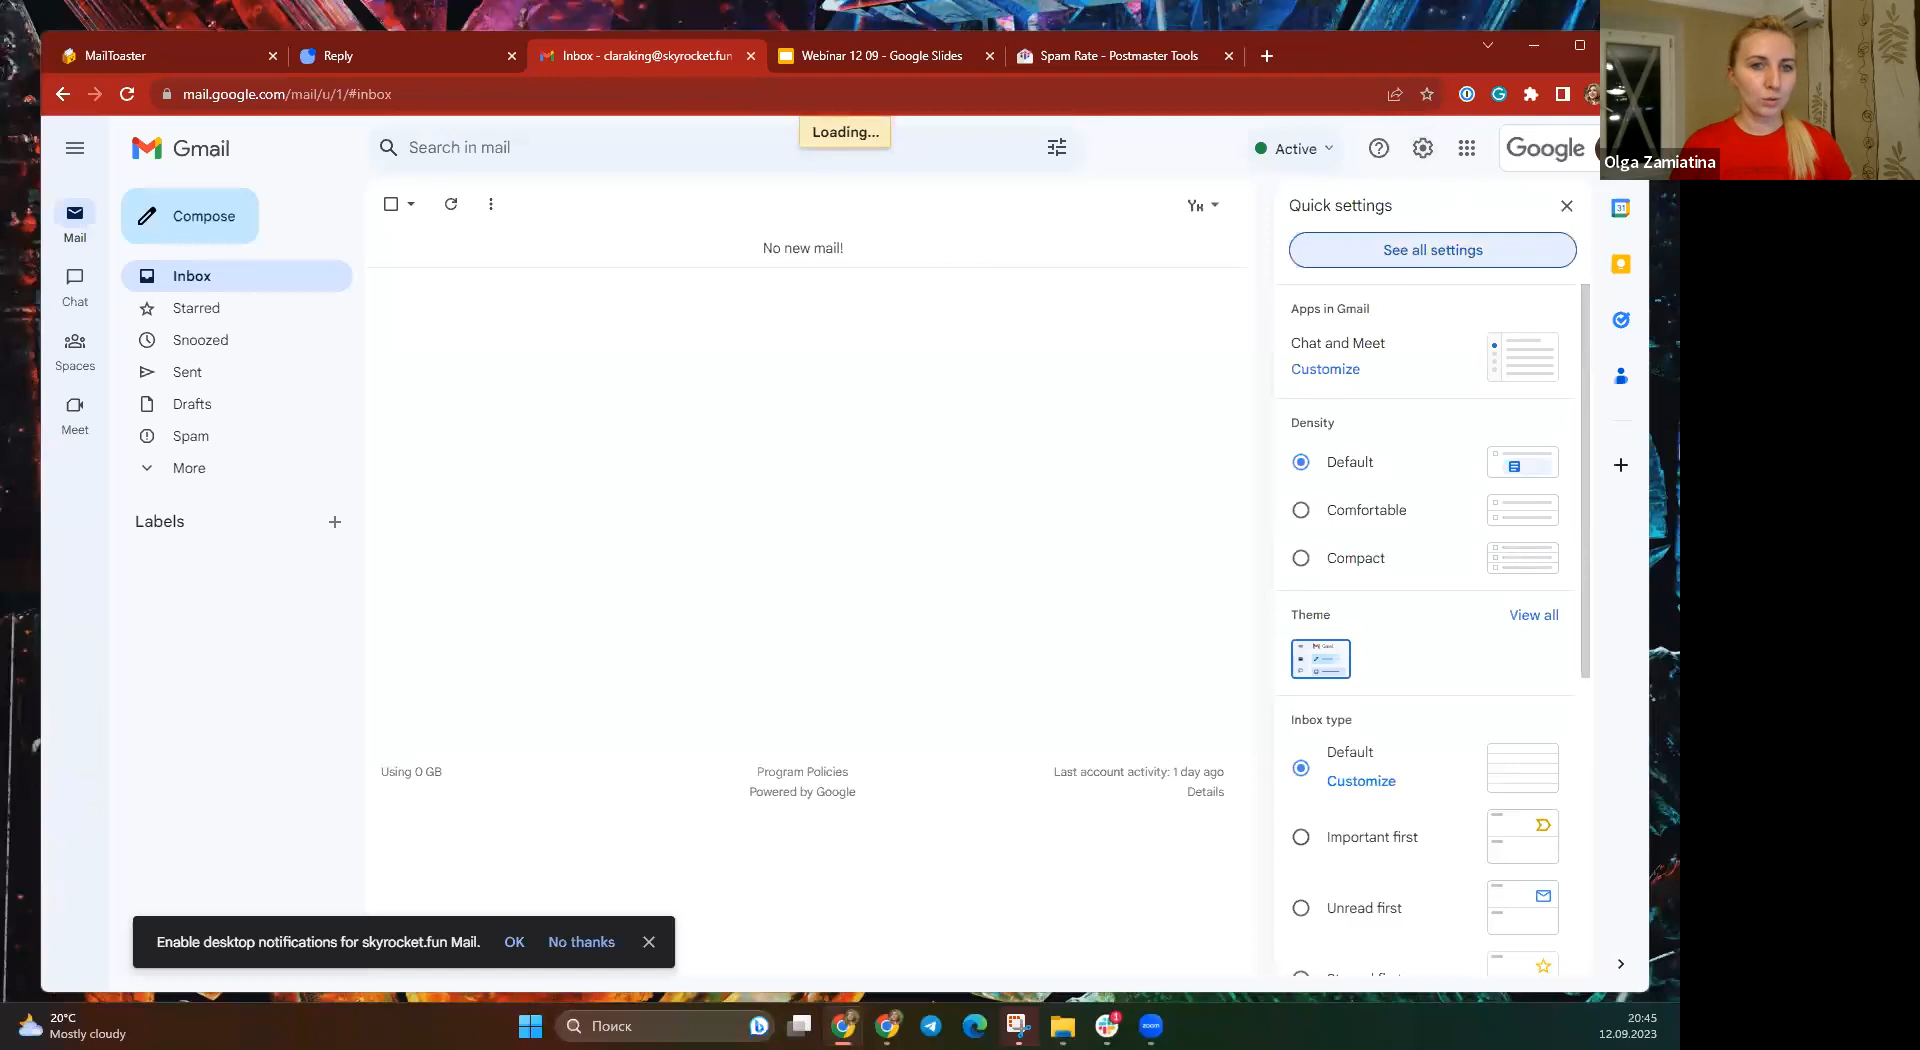 MailToaster
Reply
Inbox - claraking@skyrocket.fun
Webinar 12 09 - Google Slides
Spam Rate - Postmaster Tools
mail.google.com/mail/u/1/#inbox
Loading...
Gmail
Search in mail
Active
Google
Olga Zamiatina
Mail
Chat
Spaces
Meet
Compose
Inbox
Starred
Snoozed
Sent
Drafts
Spam
More
Labels
No new mail!
Using 0 GB
Program Policies
Powered by Google
Last account activity: 1 day ago
Details
Quick settings
See all settings
Apps in Gmail
Chat and Meet
Customize
Density
Default
Comfortable
Compact
Theme
View all
Inbox type
Default
Customize
Important first
Unread first
Enable desktop notifications for skyrocket.fun Mail.
OK
No thanks
20°C
Mostly cloudy
Поиск
zoom
1
20:45
12.09.2023